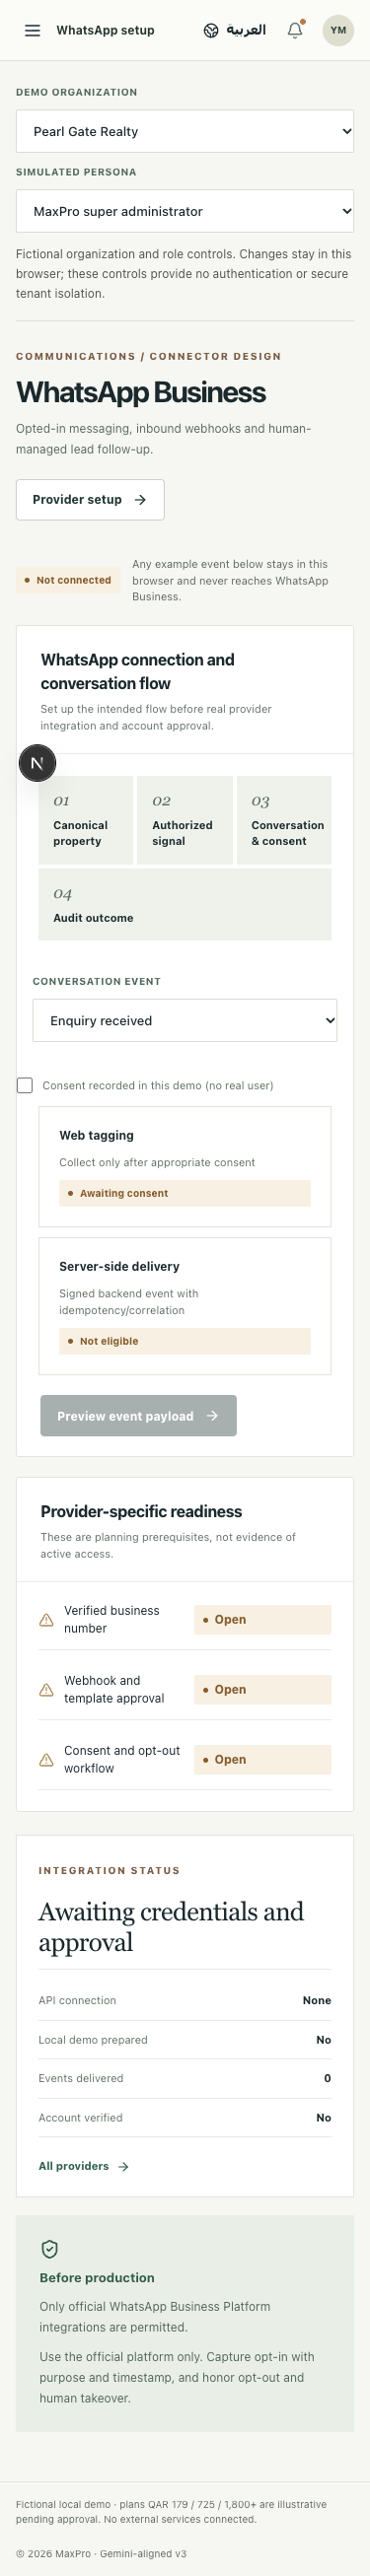 WhatsApp setup
العربية
YM
DEMO ORGANIZATION
Pearl Gate Realty
SIMULATED PERSONA
MaxPro super administrator
Fictional organization and role controls. Changes stay in this
browser; these controls provide no authentication or secure
tenant isolation.
COMMUNICATIONS / CONNECTOR DESIGN
WhatsApp Business
Opted-in messaging, inbound webhooks and human-
managed lead follow-up.
Provider setup
Not connected
Any example event below stays in this
browser and never reaches WhatsApp
Business.
WhatsApp connection and
conversation flow
Set up the intended flow before real provider
integration and account approval.
N
01
Canonical
property
02
Authorized
signal
03
Conversation
& consent
04
Audit outcome
CONVERSATION EVENT
Enquiry received
Consent recorded in this demo (no real user)
Web tagging
Collect only after appropriate consent
Awaiting consent
Server-side delivery
Signed backend event with
idempotency/correlation
Not eligible
Preview event payload
Provider-specific readiness
These are planning prerequisites, not evidence of
active access.
Verified business
number
Open
Webhook and
template approval
Open
Consent and opt-out
workflow
Open
INTEGRATION STATUS
Awaiting credentials and
approval
API connection None
Local demo prepared No
Events delivered 0
Account verified No
All providers
Before production
Only official WhatsApp Business Platform
integrations are permitted.
Use the official platform only. Capture opt-in with
purpose and timestamp, and honor opt-out and
human takeover.
Fictional local demo · plans QAR 179 / 725 / 1,800+ are illustrative
pending approval. No external services connected.
© 2026 MaxPro · Gemini-aligned v3